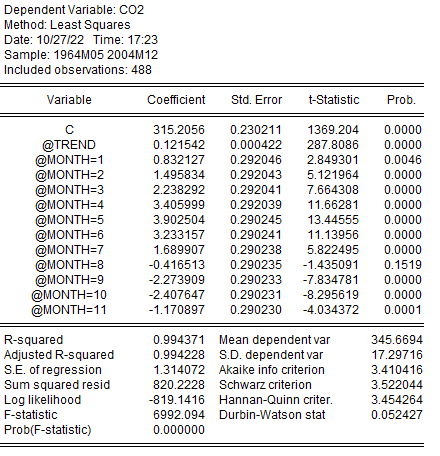 Dependent Variable: CO2
Method: Least Squares
Date: 10/27/22 Time: 17:23
Sample: 1964M05 2004M12
Included observations: 488
Variable Coefficient Std. Error t-Statistic Prob.
C 315.2056 0.230211 1369.204 0.0000
@TREND 0.121542 0.000422 287.8086 0.0000
@MONTH=1 0.832127 0.292046 2.849301 0.0046
@MONTH=2 1.495834 0.292043 5.121964 0.0000
@MONTH=3 2.238292 0.292041 7.664308 0.0000
@MONTH=4 3.405999 0.292039 11.66281 0.0000
@MONTH=5 3.902504 0.290245 13.44555 0.0000
@MONTH=6 3.233157 0.290241 11.13956 0.0000
@MONTH=7 1.689907 0.290238 5.822495 0.0000
@MONTH=8 -0.416513 0.290235 -1.435091 0.1519
@MONTH=9 -2.273909 0.290233 -7.834781 0.0000
@MONTH=10 -2.407647 0.290231 -8.295619 0.0000
@MONTH=11 -1.170897 0.290230 -4.034372 0.0001
R-squared 0.994371 Mean dependent var 345.6694
Adjusted R-squared 0.994228 S.D. dependent var 17.29716
S.E. of regression 1.314072 Akaike info criterion 3.410416
Sum squared resid 820.2228 Schwarz criterion 3.522044
Log likelihood -819.1416 Hannan-Quinn criter. 3.454264
F-statistic 6992.094 Durbin-Watson stat 0.052427
Prob(F-statistic) 0.000000